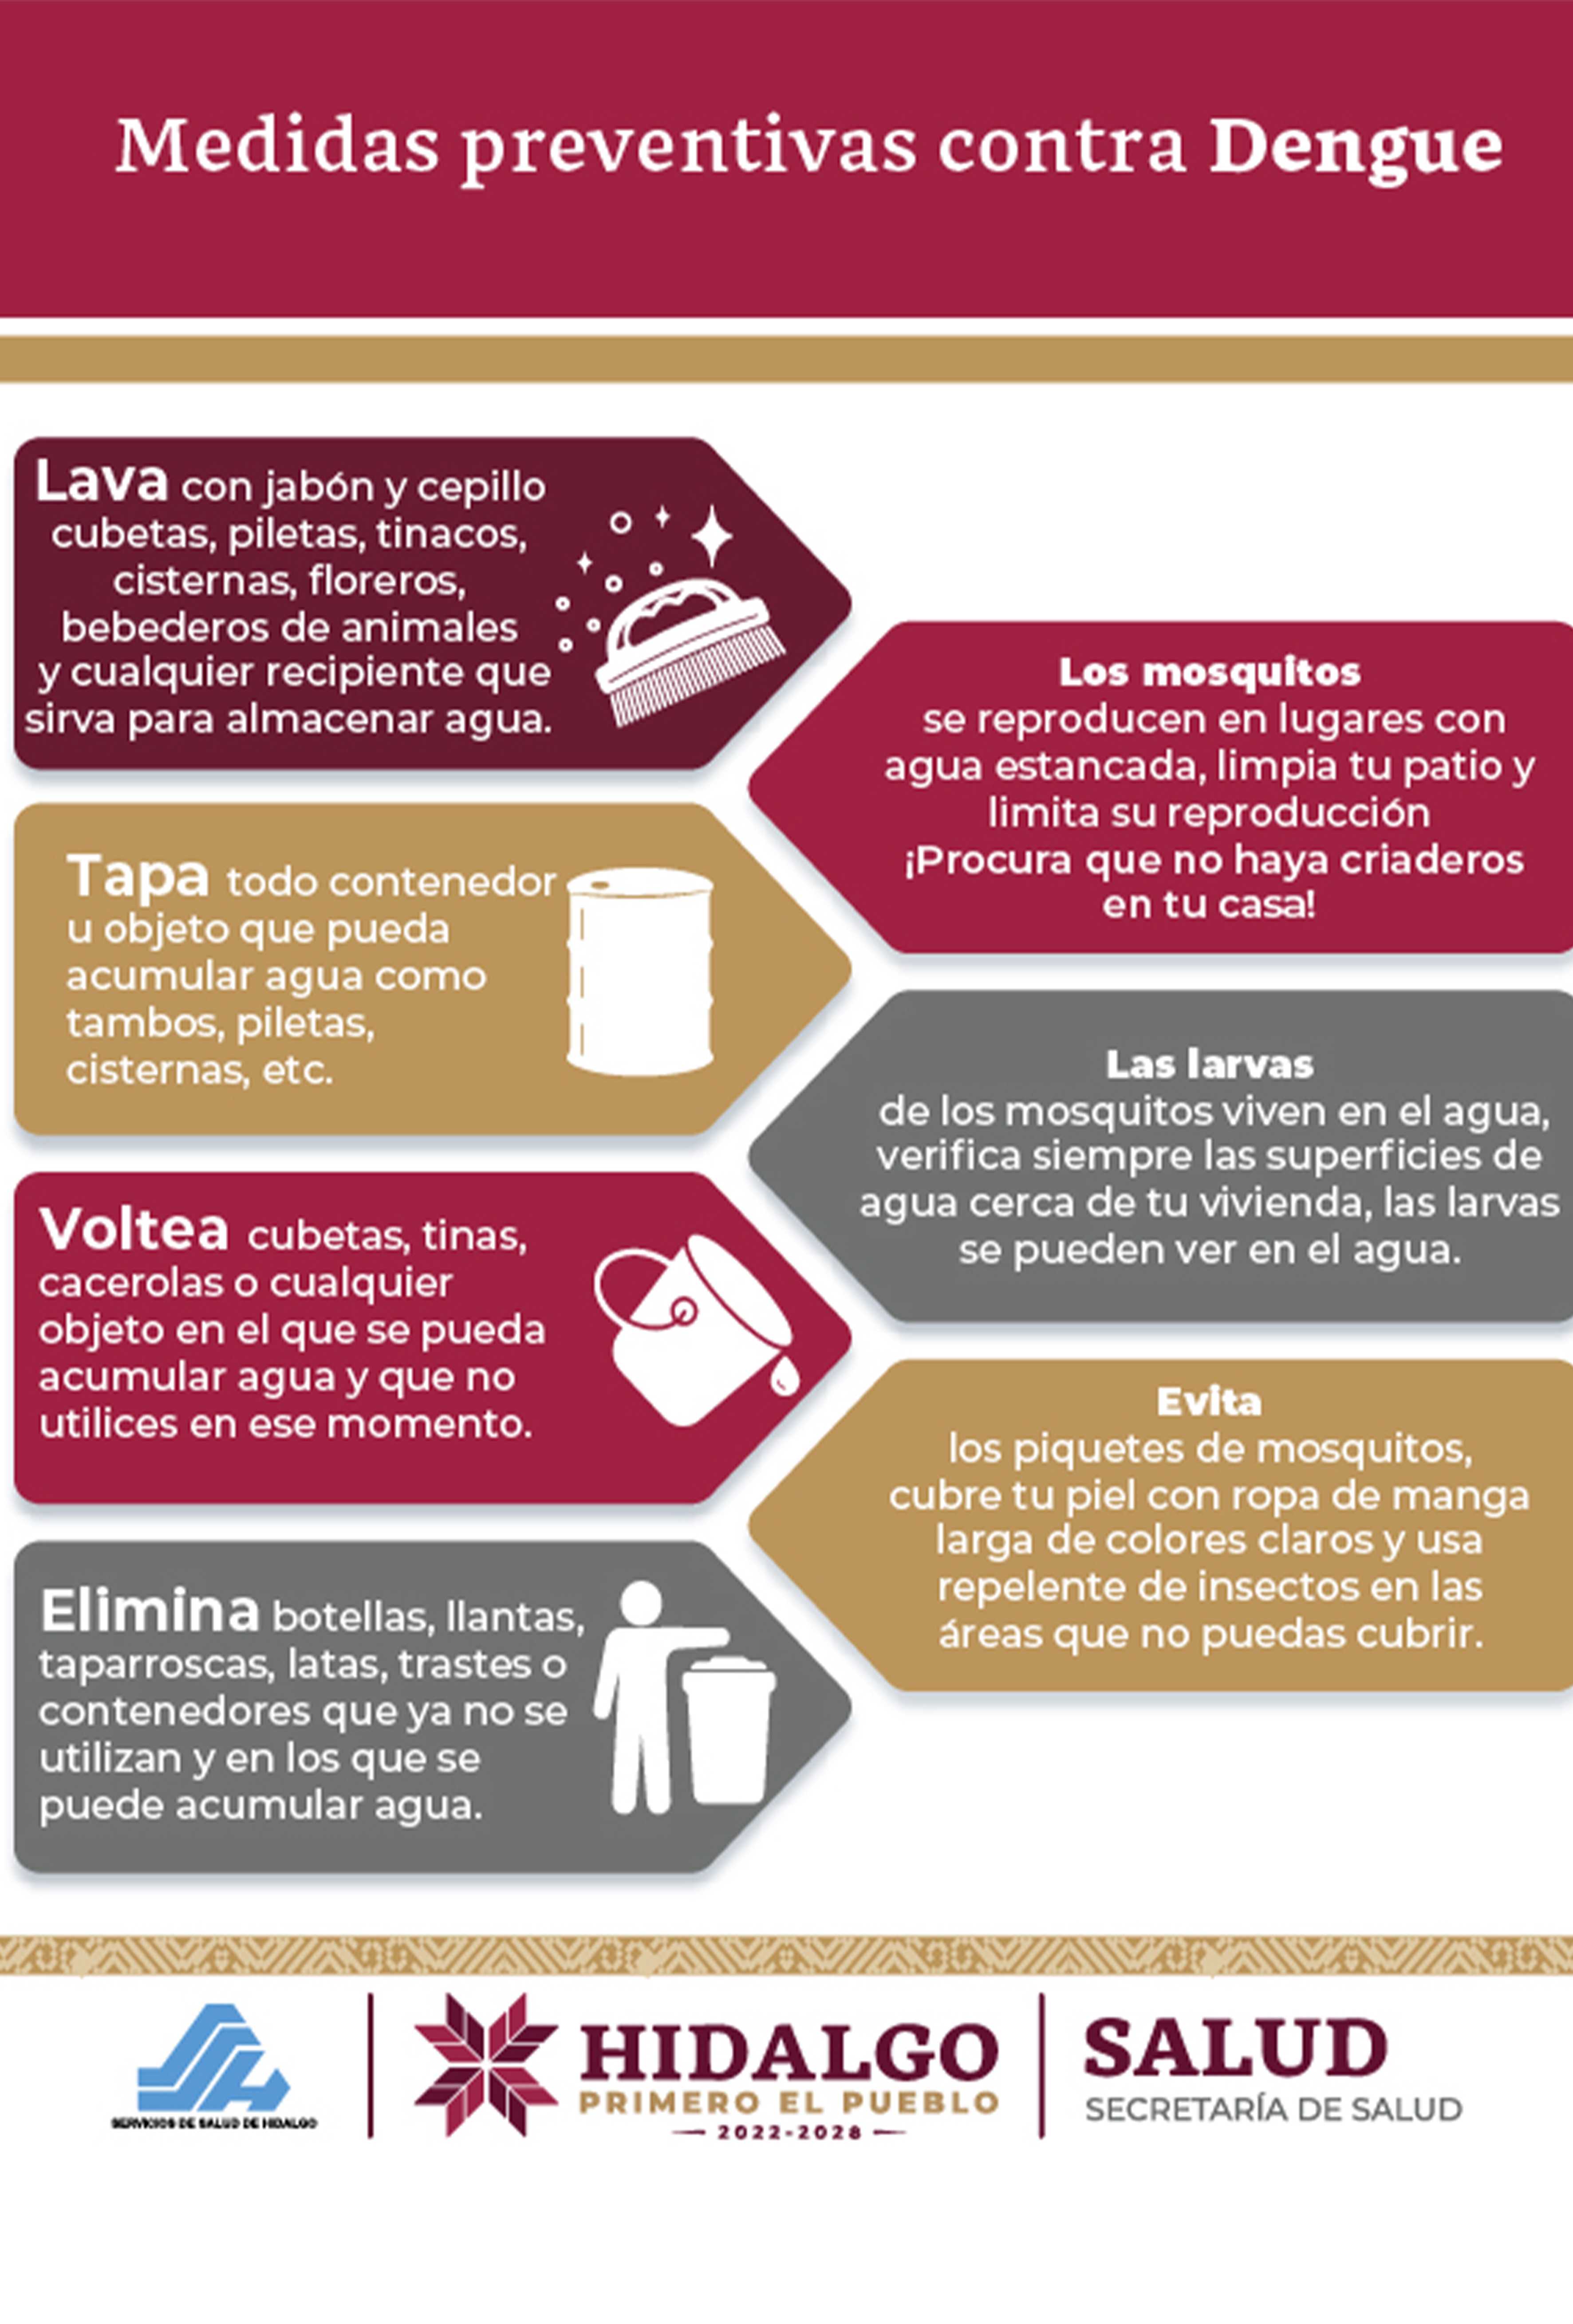 Medidas preventivas contra Dengue
Lava con jabón y cepillo
cubetas, piletas, tinacos,
cisternas, floreros,
bebederos de animales
y cualquier recipiente que
sirva para almacenar agua.
Los mosquitos
se reproducen en lugares con
agua estancada, limpia tu patio y
limita su reproducción
¡Procura que no haya criaderos
en tu casa!
Tapa todo contenedor
u objeto que pueda
acumular agua como
tambos, piletas,
cisternas, etc.
Las larvas
de los mosquitos viven en el agua,
verifica siempre las superficies de
agua cerca de tu vivienda, las larvas
se pueden ver en el agua.
Voltea cubetas, tinas,
cacerolas o cualquier
objeto en el que se pueda
acumular agua y que no
utilices en ese momento.
Evita
los piquetes de mosquitos,
cubre tu piel con ropa de manga
larga de colores claros y usa
repelente de insectos en las
áreas que no puedas cubrir.
Elimina botellas, llantas,
taparroscas, latas, trastes o
contenedores que ya no se
utilizan y en los que se
puede acumular agua.
SERVICIOS DE SALUD DE HIDALGO
HIDALGO
PRIMERO EL PUEBLO
2022-2028
SALUD
SECRETARÍA DE SALUD